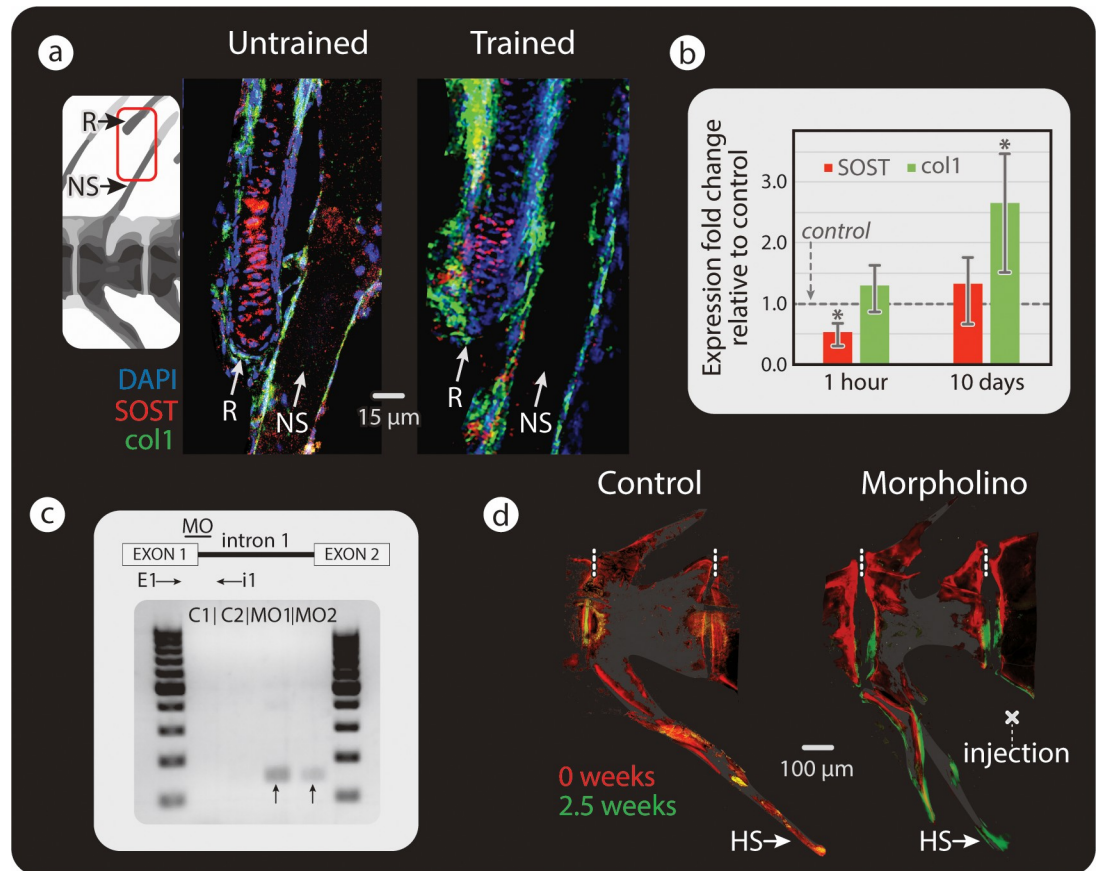 a
Untrained
Trained
R
NS
DAPI
SOST
col1
R
NS
15 µm
R
NS
b
Expression fold change
relative to control
3.0
2.0
1.0
0.0
SOST
col1
control
*
*
1 hour
10 days
c
MO
EXON 1
intron 1
EXON 2
E1
i1
C1| C2|MO1|MO2
d
Control
Morpholino
injection
100 µm
0 weeks
2.5 weeks
HS
HS